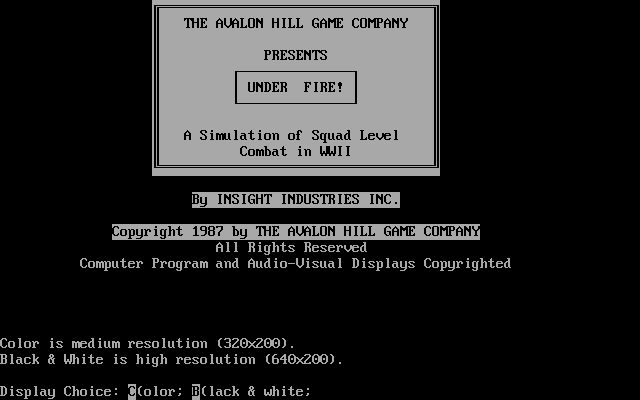 THE AVALON HILL GAME COMPANY
PRESENTS
UNDER FIRE!
A Simulation of Squad Level
Combat in WWII
By INSIGHT INDUSTRIES INC.
Copyright 1987 by THE AVALON HILL GAME COMPANY
All Rights Reserved
Computer Program and Audio-Visual Displays Copyrighted
Color is medium resolution (320x200).
Black & White is high resolution (640x200).
Display Choice: C(olor; B(lack & white;